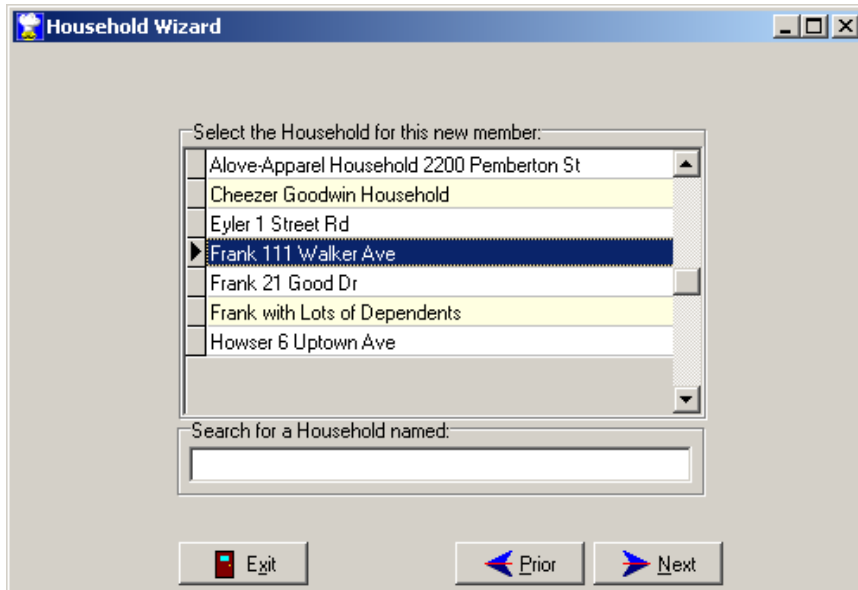 Household Wizard
Select the Household for this new member:
Alove-Apparel Household 2200 Pemberton St
Cheezer Goodwin Household
Eyler 1 Street Rd
Frank 111 Walker Ave
Frank 21 Good Dr
Frank with Lots of Dependents
Howser 6 Uptown Ave
Search for a Household named:
Exit Prior Next